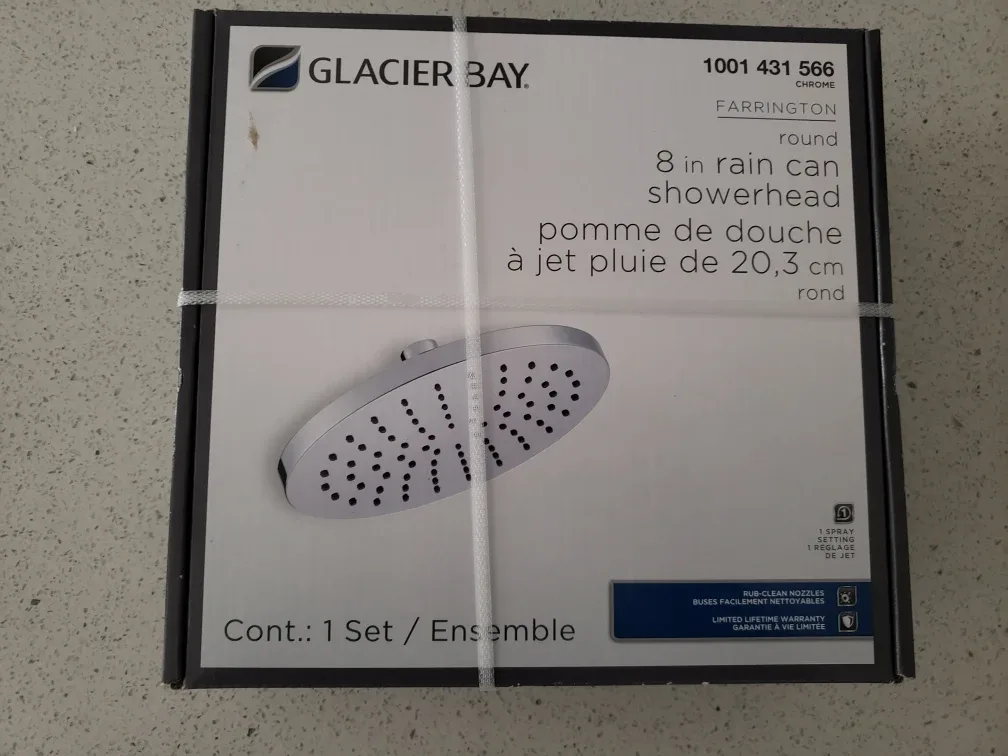 GLACIER BAY.
1001 431 566
CHROME
FARRINGTON
round
8 in rain can
showerhead
pomme de douche
à jet pluie de 20,3 cm
rond
1
1 SPRAY
SETTING
1 RÉGLAGE
DE JET
RUB-CLEAN NOZZLES
BUSES FACILEMENT NETTOYABLES
LIMITED LIFETIME WARRANTY
GARANTIE À VIE LIMITÉE
Cont.: 1 Set / Ensemble